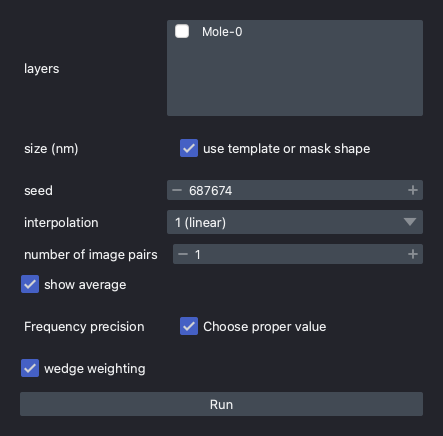 Mole-0
layers
size (nm) use template or mask shape
seed − 687674 +
interpolation 1 (linear)
number of image pairs − 1 +
show average
Frequency precision Choose proper value
wedge weighting
Run